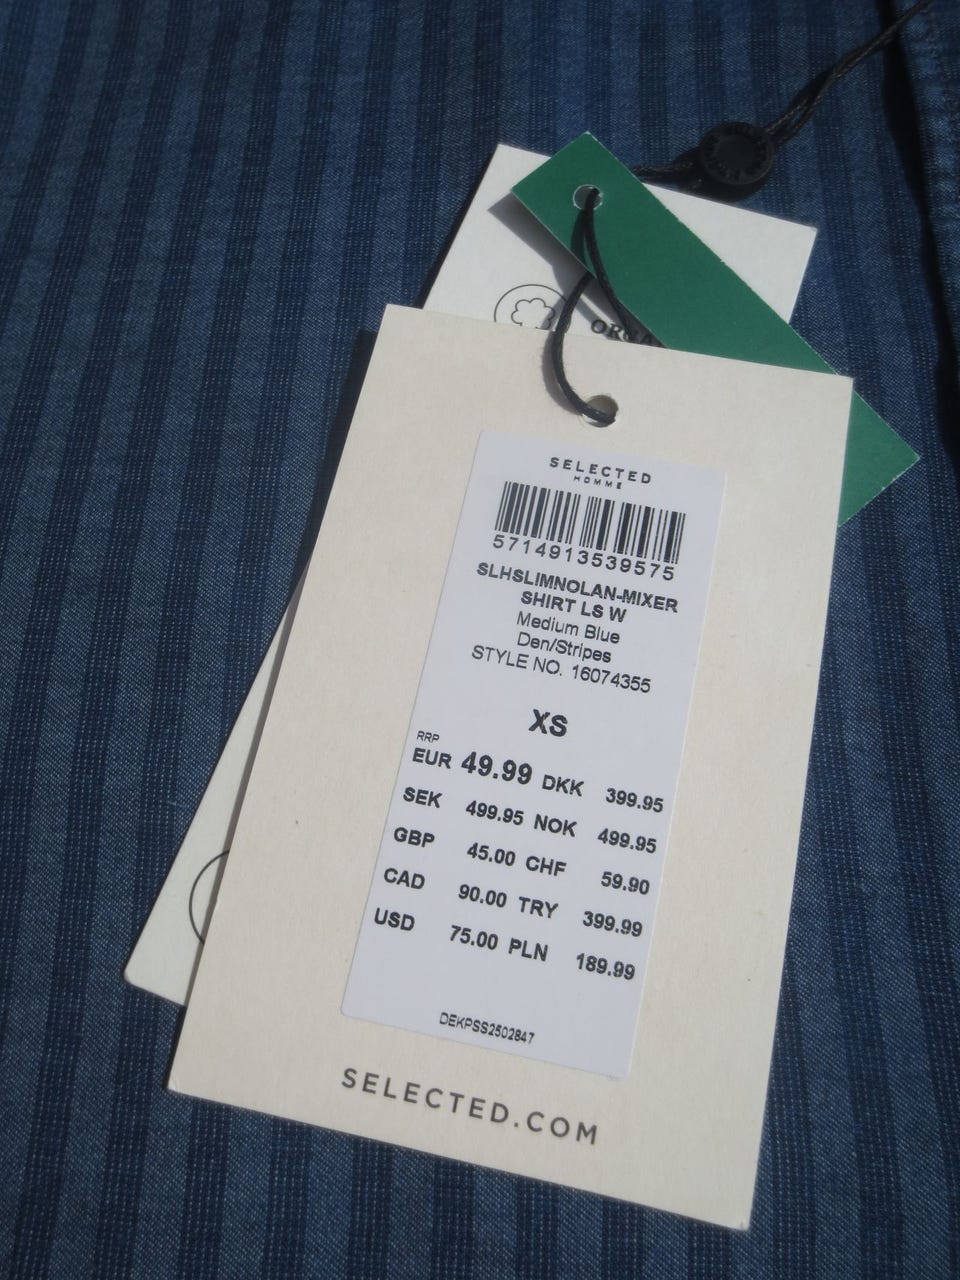 ORGA
SELECTED
HOMME
5714913539575
SLHSLIMNOLAN-MIXER
SHIRT LS W
Medium Blue
Den/Stripes
STYLE NO. 16074355
XS
RRP
EUR 49.99 DKK 399.95
SEK 499.95 NOK 499.95
GBP 45.00 CHF 59.90
CAD 90.00 TRY 399.99
USD 75.00 PLN 189.99
DEKPSS2502847
SELECTED.COM